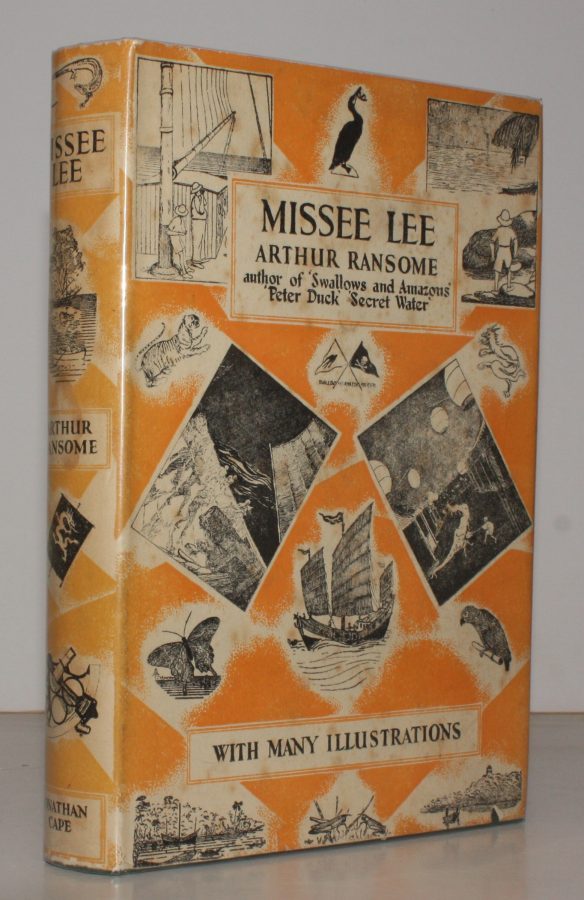 MISSEE LEE
ARTHUR RANSOME
author of 'Swallows and Amazons'
'Peter Duck' 'Secret Water'
WITH MANY ILLUSTRATIONS
ISSEE
LEE
ARTHUR
RANSOME
JONATHAN
CAPE